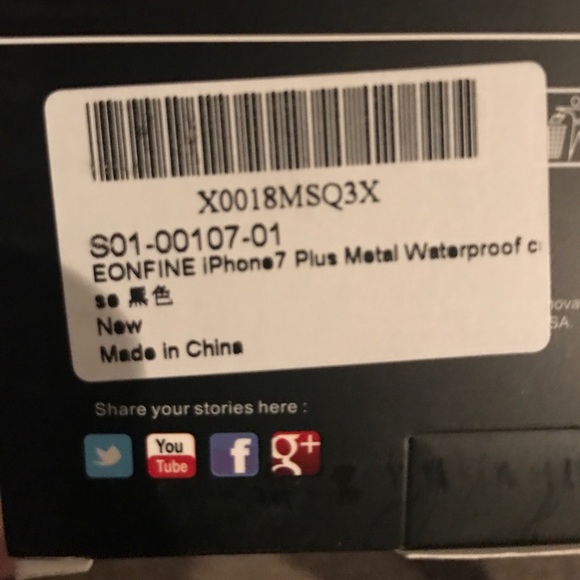 X0018MSQ3X
S01-00107-01
EONFINE iPhone7 Plus Metal Waterproof c
se 黑色
New
Made in China
Share your stories here :
You
Tube
f
g+